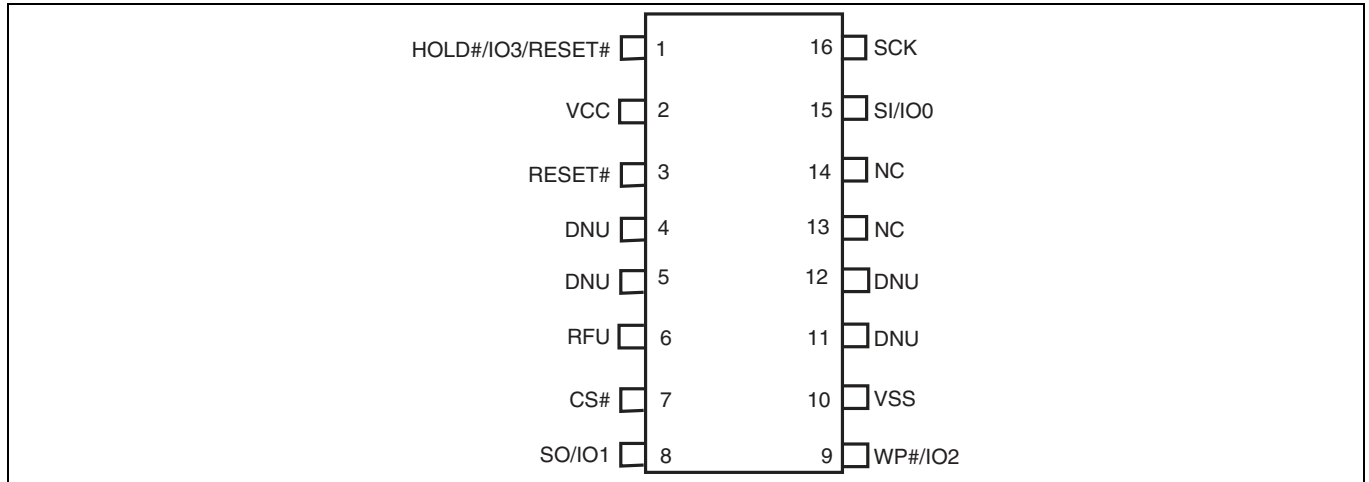 HOLD#/IO3/RESET# 1 16 SCK
VCC 2 15 SI/IO0
RESET# 3 14 NC
DNU 4 13 NC
DNU 5 12 DNU
RFU 6 11 DNU
CS# 7 10 VSS
SO/IO1 8 9 WP#/IO2